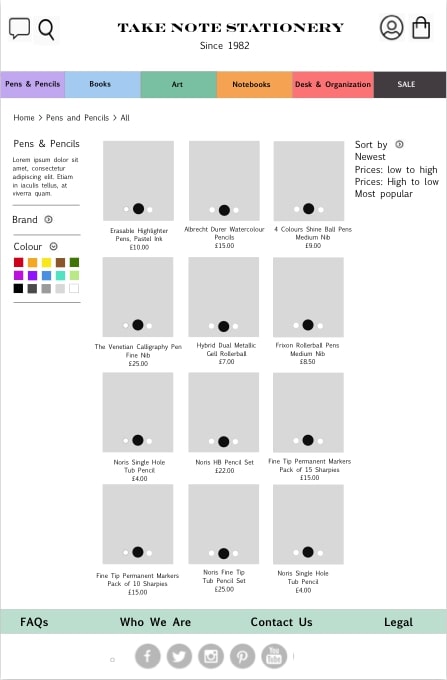 TAKE NOTE STATIONERY
Since 1982
Pens & Pencils
Books
Art
Notebooks
Desk & Organization
SALE
Home > Pens and Pencils > All
Pens & Pencils
Lorem ipsum dolor sit
amet, consectetur
adipiscing elit. Etiam
in iaculis tellus, at
viverra quam.
Brand
Colour
Sort by
Newest
Prices: low to high
Prices: High to low
Most popular
Erasable Highlighter
Pens, Pastel Ink
£10.00
Albrecht Durer Watercolour
Pencils
£15.00
4 Colours Shine Ball Pens
Medium Nib
£9.00
The Venetian Calligraphy Pen
Fine Nib
£25.00
Hybrid Dual Metallic
Gell Rollerball
£7.00
Frixon Rollerball Pens
Medium Nib
£8.50
Noris Single Hole
Tub Pencil
£4.00
Noris HB Pencil Set
£22.00
Fine Tip Permanent Markers
Pack of 15 Sharpies
£15.00
Fine Tip Permanent Markers
Pack of 10 Sharpies
£15.00
Noris Fine Tip
Tub Pencil Set
£25.00
Noris Single Hole
Tub Pencil
£4.00
FAQs
Who We Are
Contact Us
Legal
You
Tube